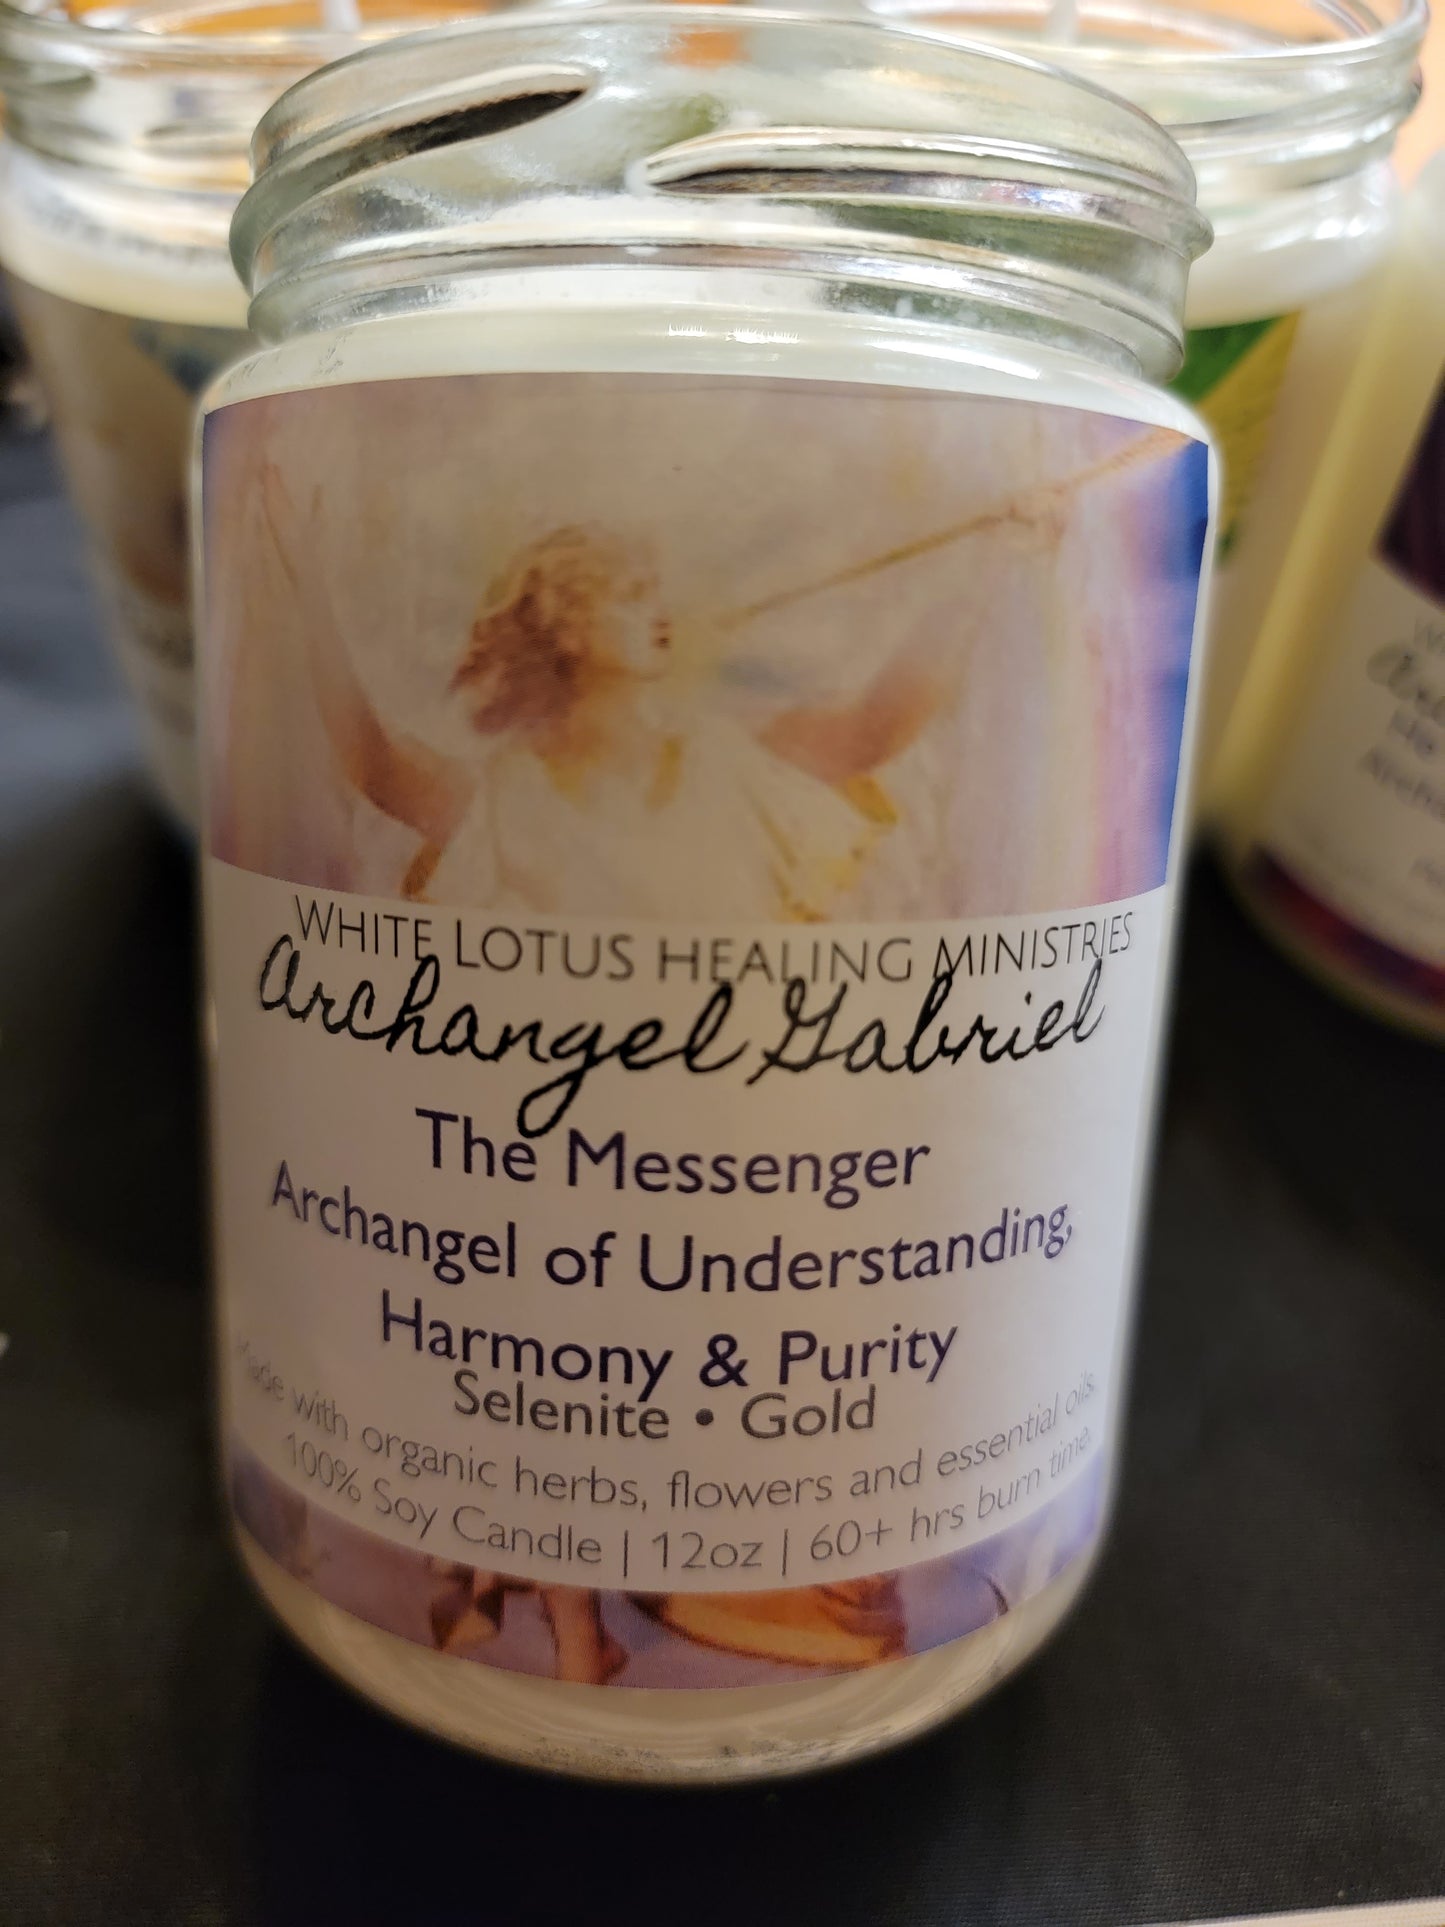 WHITE LOTUS HEALING MINISTRIES
Archangel Gabriel
The Messenger
Archangel of Understanding,
Harmony & Purity
Selenite • Gold
Made with organic herbs, flowers and essential oils.
100% Soy Candle | 12oz | 60+ hrs burn time.